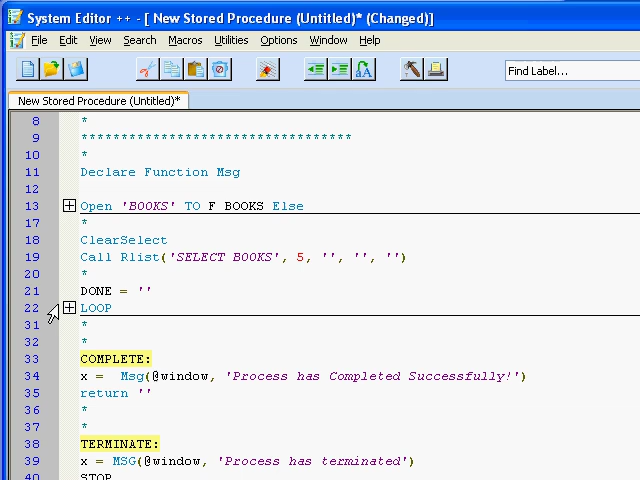 System Editor ++ - [ New Stored Procedure (Untitled)* (Changed)]
File Edit View Search Macros Utilities Options Window Help
Find Label...
New Stored Procedure (Untitled)*
8 *
9 **********************************
10 *
11 Declare Function Msg
12
13 Open 'BOOKS' TO F BOOKS Else
17 *
18 ClearSelect
19 Call Rlist('SELECT BOOKS', 5, '', '', '')
20 *
21 DONE = ''
22 LOOP
31 *
32 *
33 COMPLETE:
34 x =  Msg(@window, 'Process has Completed Successfully!')
35 return ''
36 *
37 *
38 TERMINATE:
39 x = MSG(@window, 'Process has terminated')
40 STOP